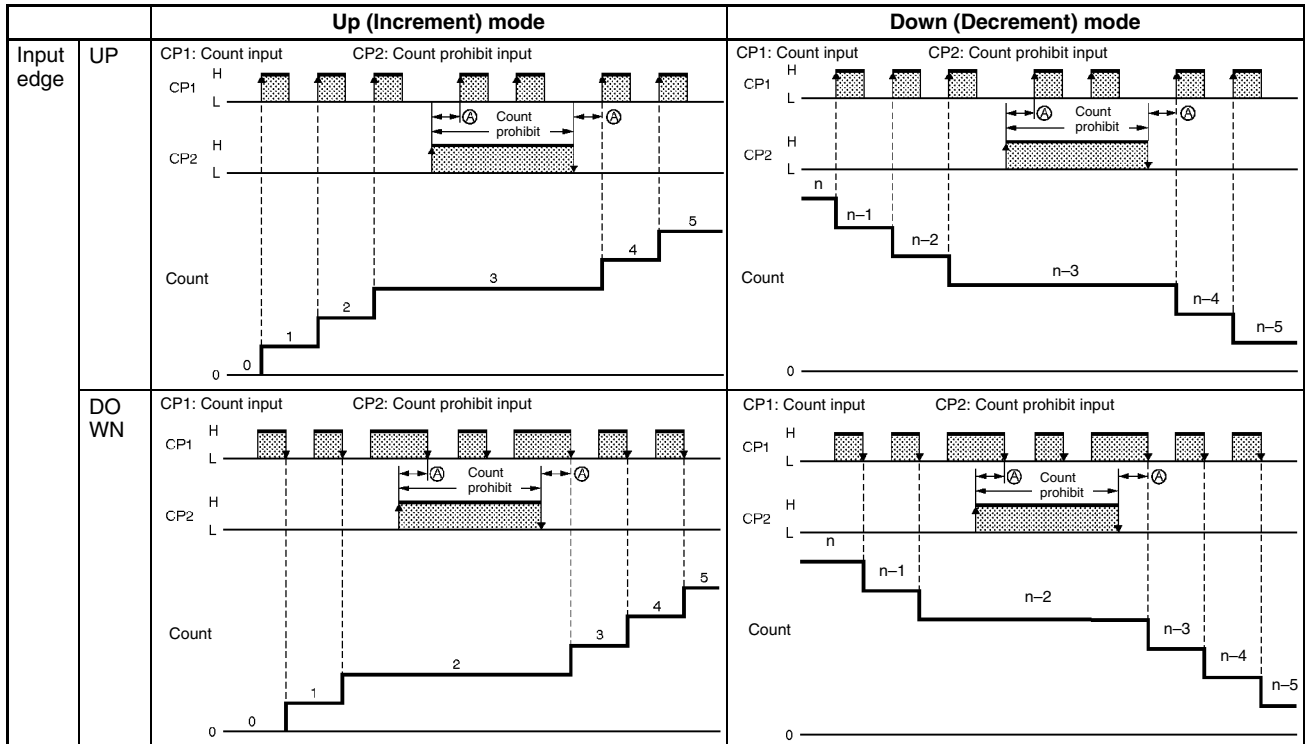 Up (Increment) mode
Down (Decrement) mode
Input edge
UP
CP1: Count input CP2: Count prohibit input
H
CP1
L
A Count prohibit A
H
CP2
L
5
4
Count
3
2
1
0
0
CP1: Count input CP2: Count prohibit input
H
CP1
L
A Count prohibit A
H
CP2
L
n
n–1
n–2
Count
n–3
n–4
n–5
0
DO
WN
CP1: Count input CP2: Count prohibit input
H
CP1
L
A Count prohibit A
H
CP2
L
5
4
Count
3
2
1
0
0
CP1: Count input CP2: Count prohibit input
H
CP1
L
A Count prohibit A
H
CP2
L
n
n–1
n–2
Count
n–3
n–4
n–5
0